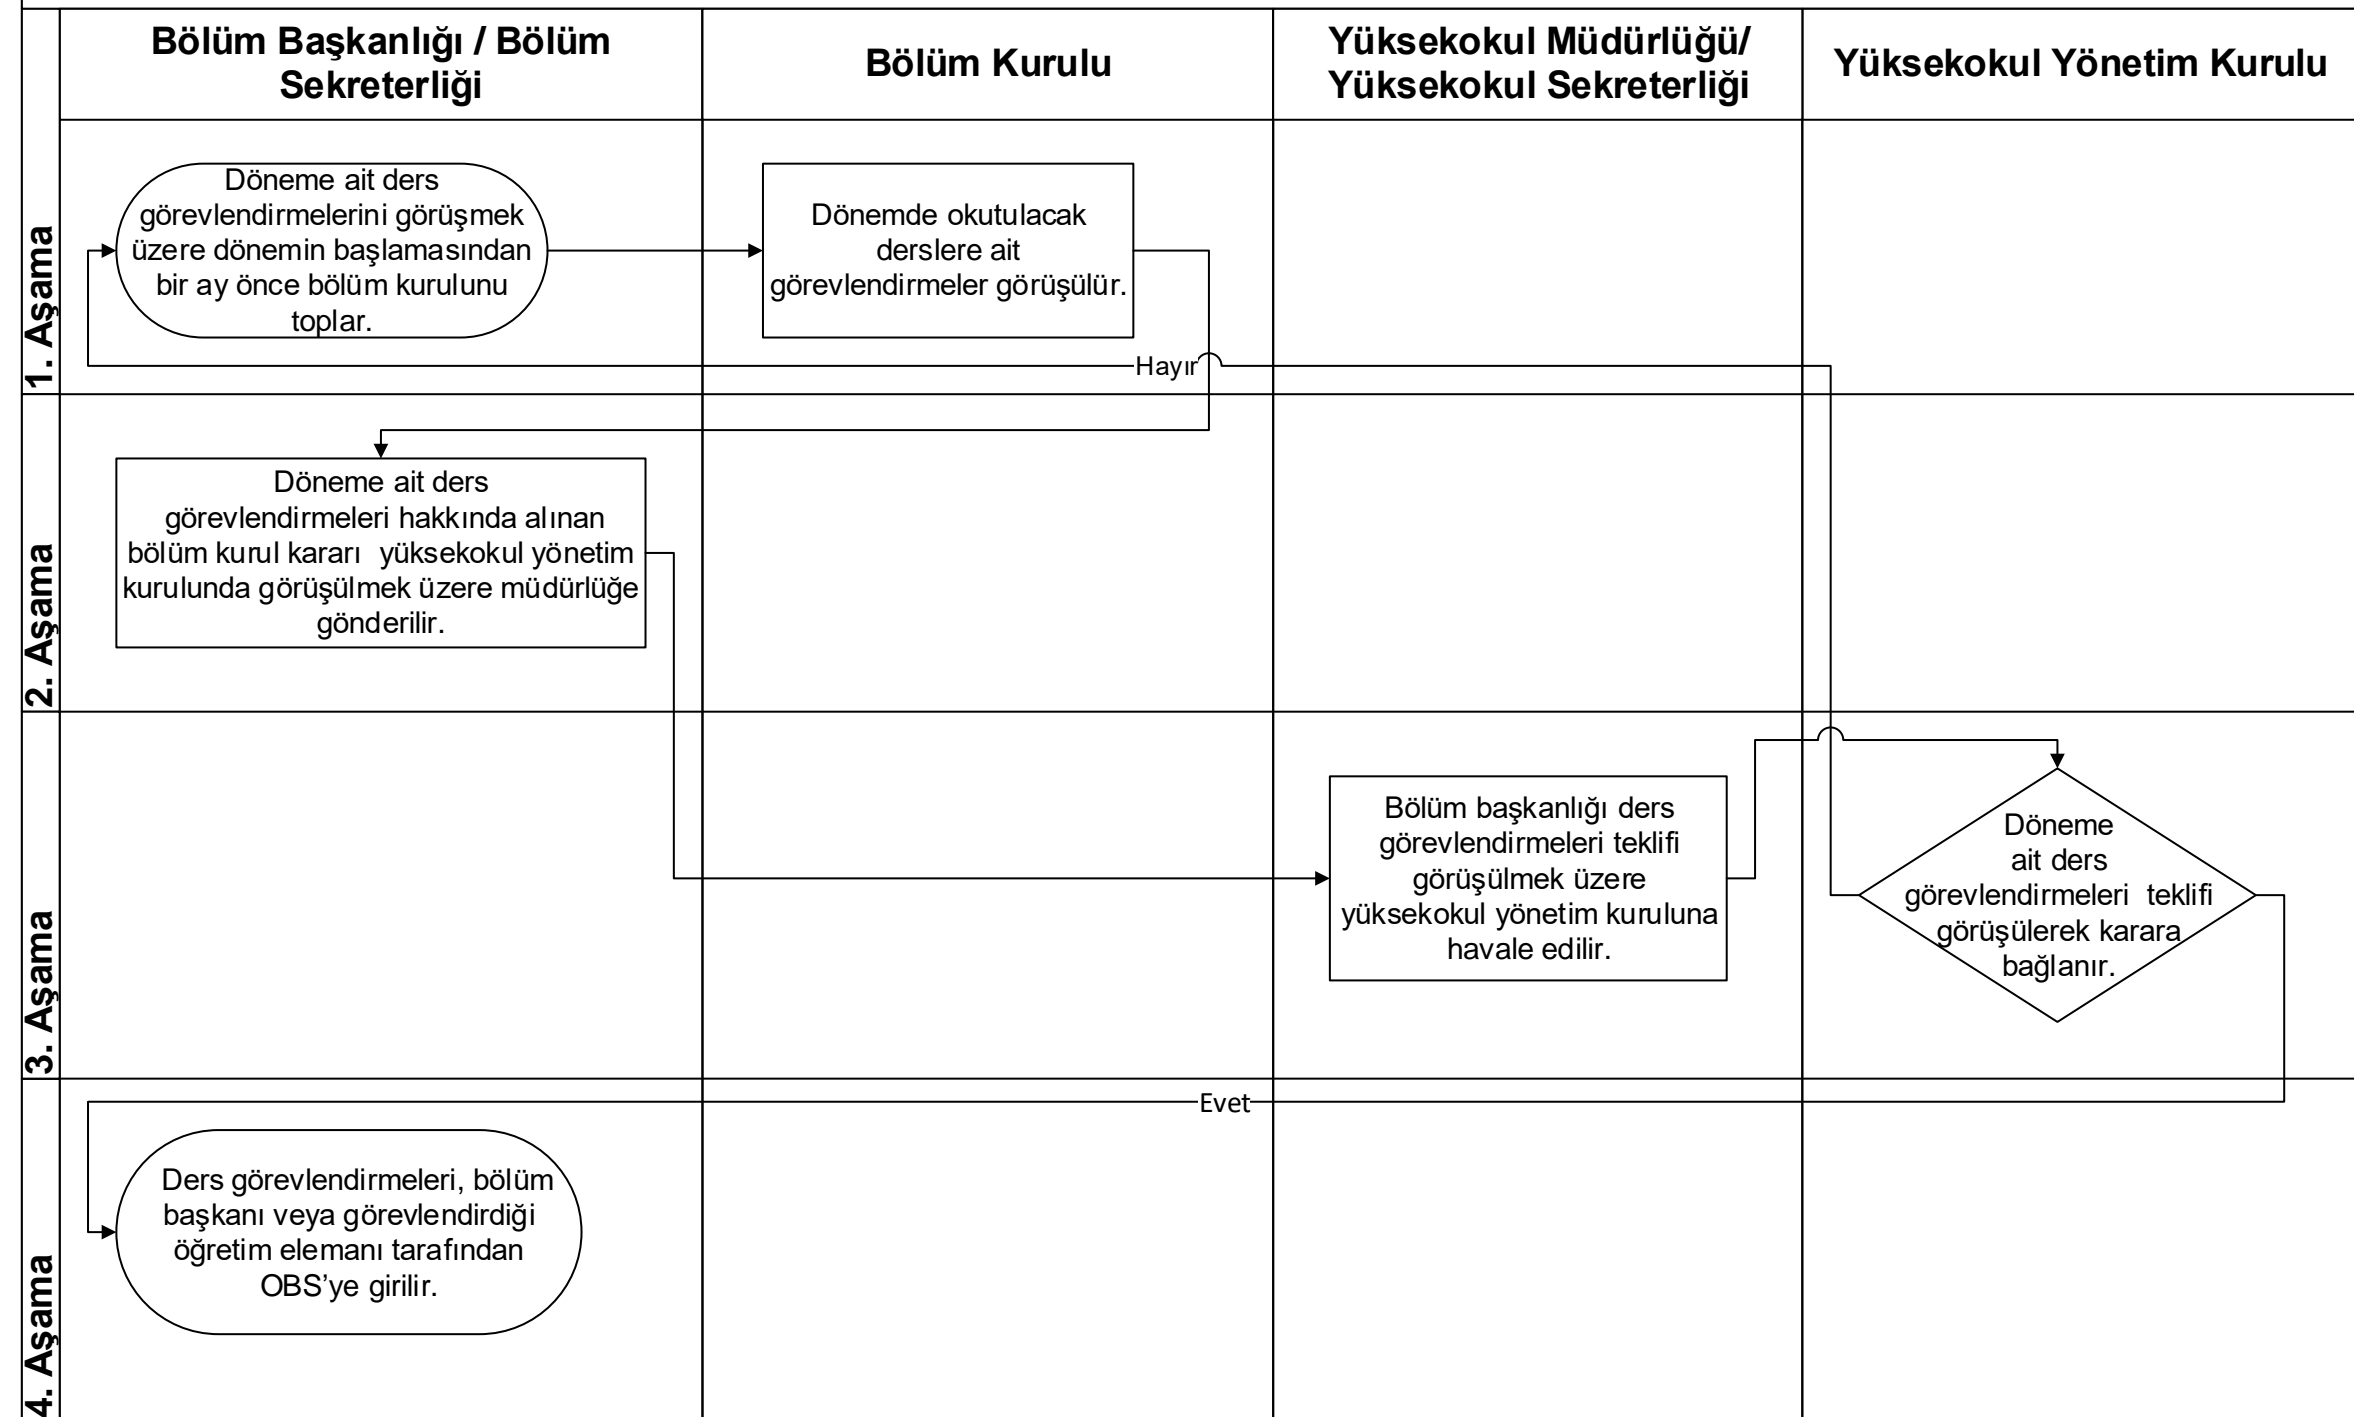 Bölüm Başkanlığı / Bölüm
Sekreterliği
Bölüm Kurulu
Yüksekokul Müdürlüğü/
Yüksekokul Sekreterliği
Yüksekokul Yönetim Kurulu
1. Aşama
Döneme ait ders
görevlendirmelerini görüşmek
üzere dönemin başlamasından
bir ay önce bölüm kurulunu
toplar.
Dönemde okutulacak
derslere ait
görevlendirmeler görüşülür.
Hayır
2. Aşama
Döneme ait ders
görevlendirmeleri hakkında alınan
bölüm kurul kararı yüksekokul yönetim
kurulunda görüşülmek üzere müdürlüğe
gönderilir.
3. Aşama
Bölüm başkanlığı ders
görevlendirmeleri teklifi
görüşülmek üzere
yüksekokul yönetim kuruluna
havale edilir.
Döneme
ait ders
görevlendirmeleri teklifi
görüşülerek karara
bağlanır.
Evet
4. Aşama
Ders görevlendirmeleri, bölüm
başkanı veya görevlendirdiği
öğretim elemanı tarafından
OBS’ye girilir.